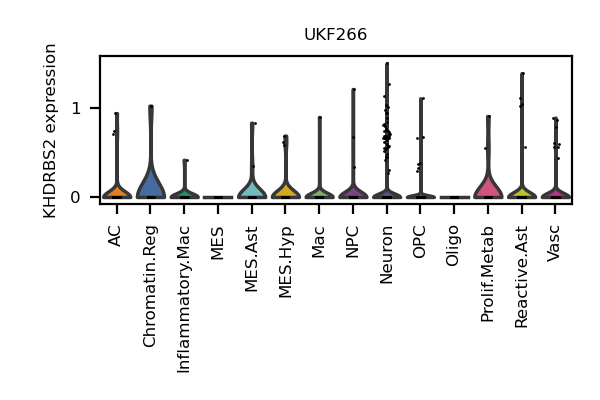 UKF266
KHDRBS2 expression
1
0
AC
Chromatin.Reg
Inflammatory.Mac
MES
MES.Ast
MES.Hyp
Mac
NPC
Neuron
OPC
Oligo
Prolif.Metab
Reactive.Ast
Vasc